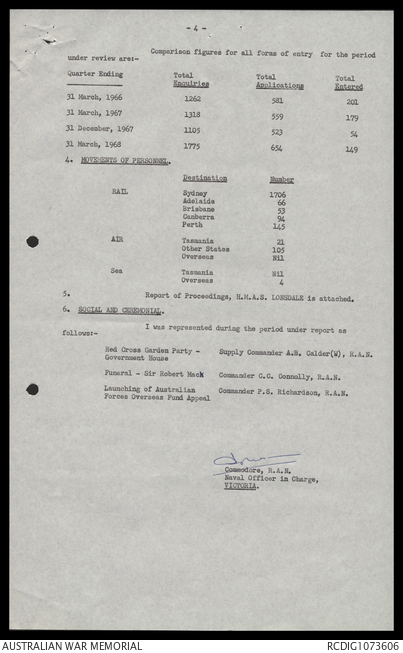 - 4 -
Comparison figures for all forms of entry for the period
under review are:-
Quarter Ending Total Enquiries Total Applications Total Entered
31 March, 1966 1262 581 201
31 March, 1967 1318 559 179
31 December, 1967 1105 523 54
31 March, 1968 1775 654 149
4. MOVEMENTS OF PERSONNEL.
Destination Number
RAIL Sydney 1706
Adelaide 66
Brisbane 53
Canberra 94
Perth 145
AIR Tasmania 21
Other States 105
Overseas Nil
Sea Tasmania Nil
Overseas 4
5. Report of Proceedings, H.M.A.S. LONSDALE is attached.
6. SOCIAL AND CEREMONIAL.
I was represented during the period under report as
follows:-
Red Cross Garden Party - Supply Commander A.B. Calder(W), R.A.N.
Government House
Funeral - Sir Robert Mack Commander C.C. Connolly, R.A.N.
Launching of Australian Commander P.S. Richardson, R.A.N.
Forces Overseas Fund Appeal
Commodore, R.A.N.
Naval Officer in Charge,
VICTORIA.
AUSTRALIAN WAR MEMORIAL RCDIG1073606